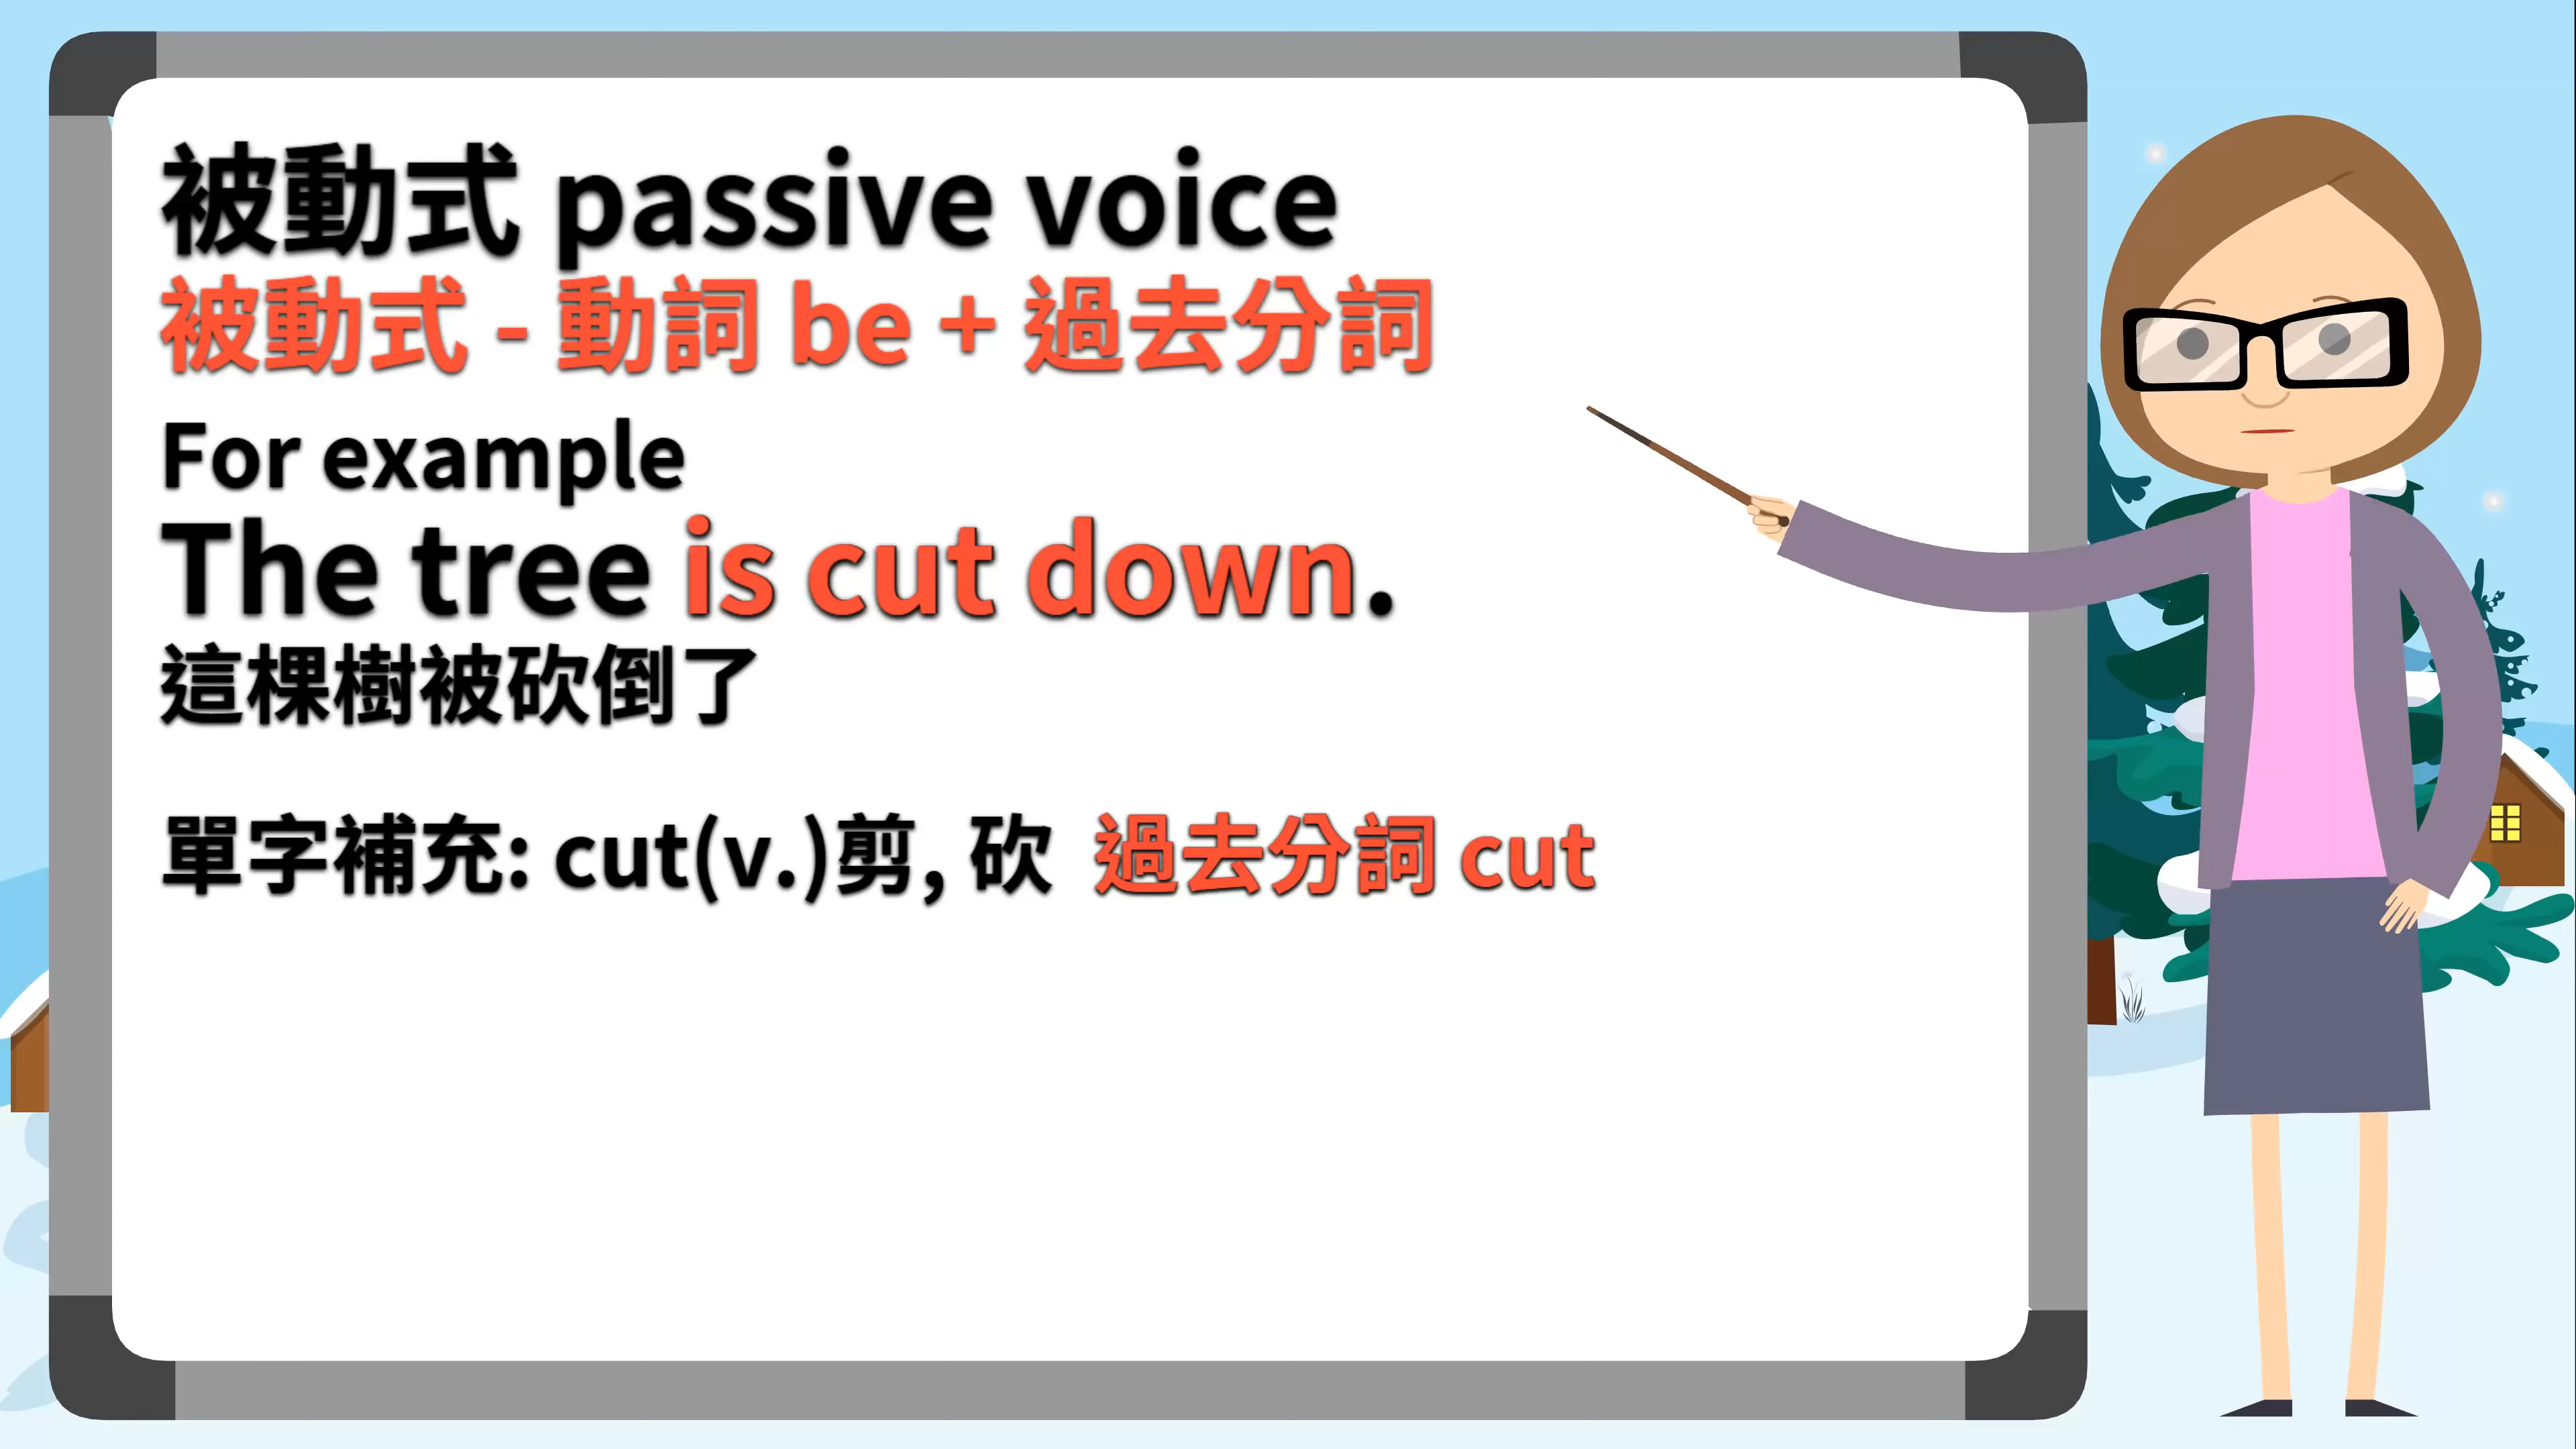 被動式 passive voice
被動式 - 動詞 be + 過去分詞
For example
The tree is cut down.
這棵樹被砍倒了
單字補充: cut(v.)剪, 砍 過去分詞 cut